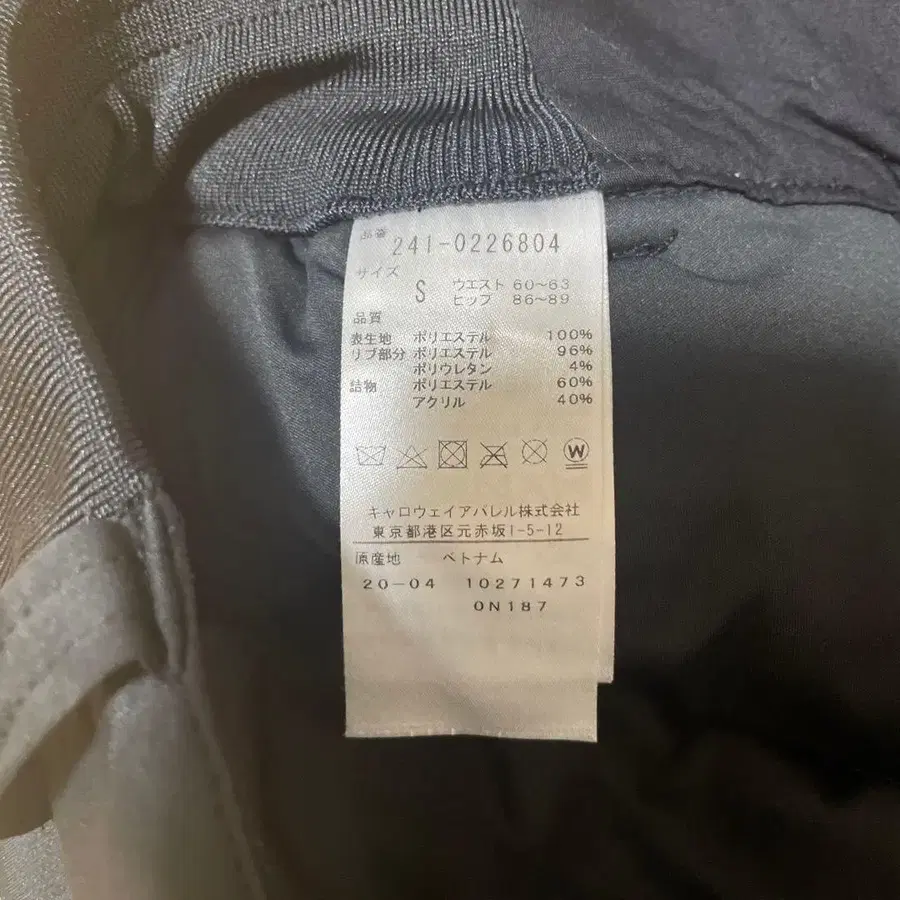 品番 241-0226804
サイズ
S ウエスト 60~63
ヒップ 86~89
品質
表生地 ポリエステル 100%
リブ部分 ポリエステル 96%
ポリウレタン 4%
詰物 ポリエステル 60%
アクリル 40%
W
キャロウェイアパレル株式会社
東京都港区元赤坂1-5-12
原産地 ベトナム
20-04 10271473
0N187